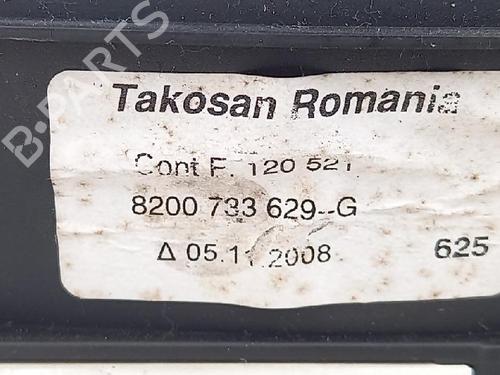 B-PARTS
Takosan Romania
Cont F. 120 521
8200 733 629--G
Δ 05.11.2008 625